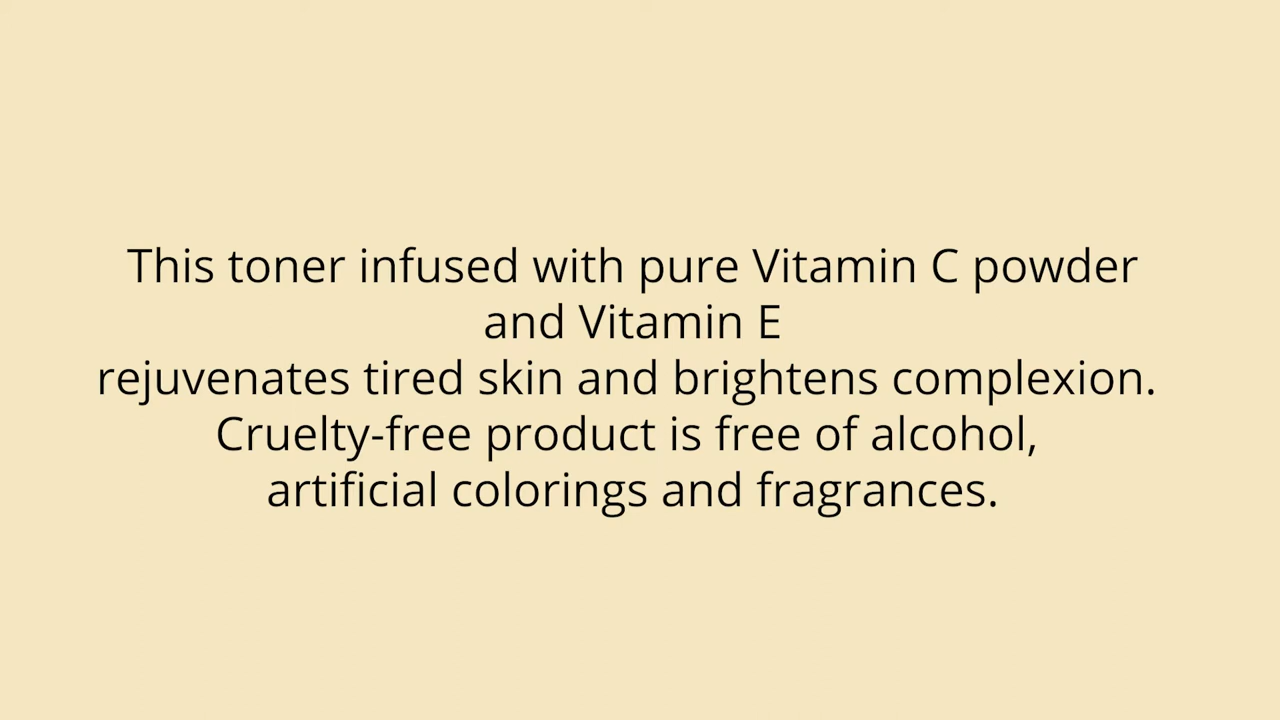 This toner infused with pure Vitamin C powder
and Vitamin E
rejuvenates tired skin and brightens complexion.
Cruelty-free product is free of alcohol,
artificial colorings and fragrances.